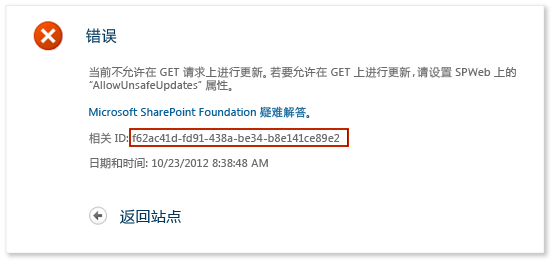 错误
当前不允许在 GET 请求上进行更新。若要允许在 GET 上进行更新,请设置 SPWeb 上的
“AllowUnsafeUpdates” 属性。
Microsoft SharePoint Foundation 疑难解答。
相关 ID: f62ac41d-fd91-438a-be34-b8e141ce89e2
日期和时间: 10/23/2012 8:38:48 AM
返回站点